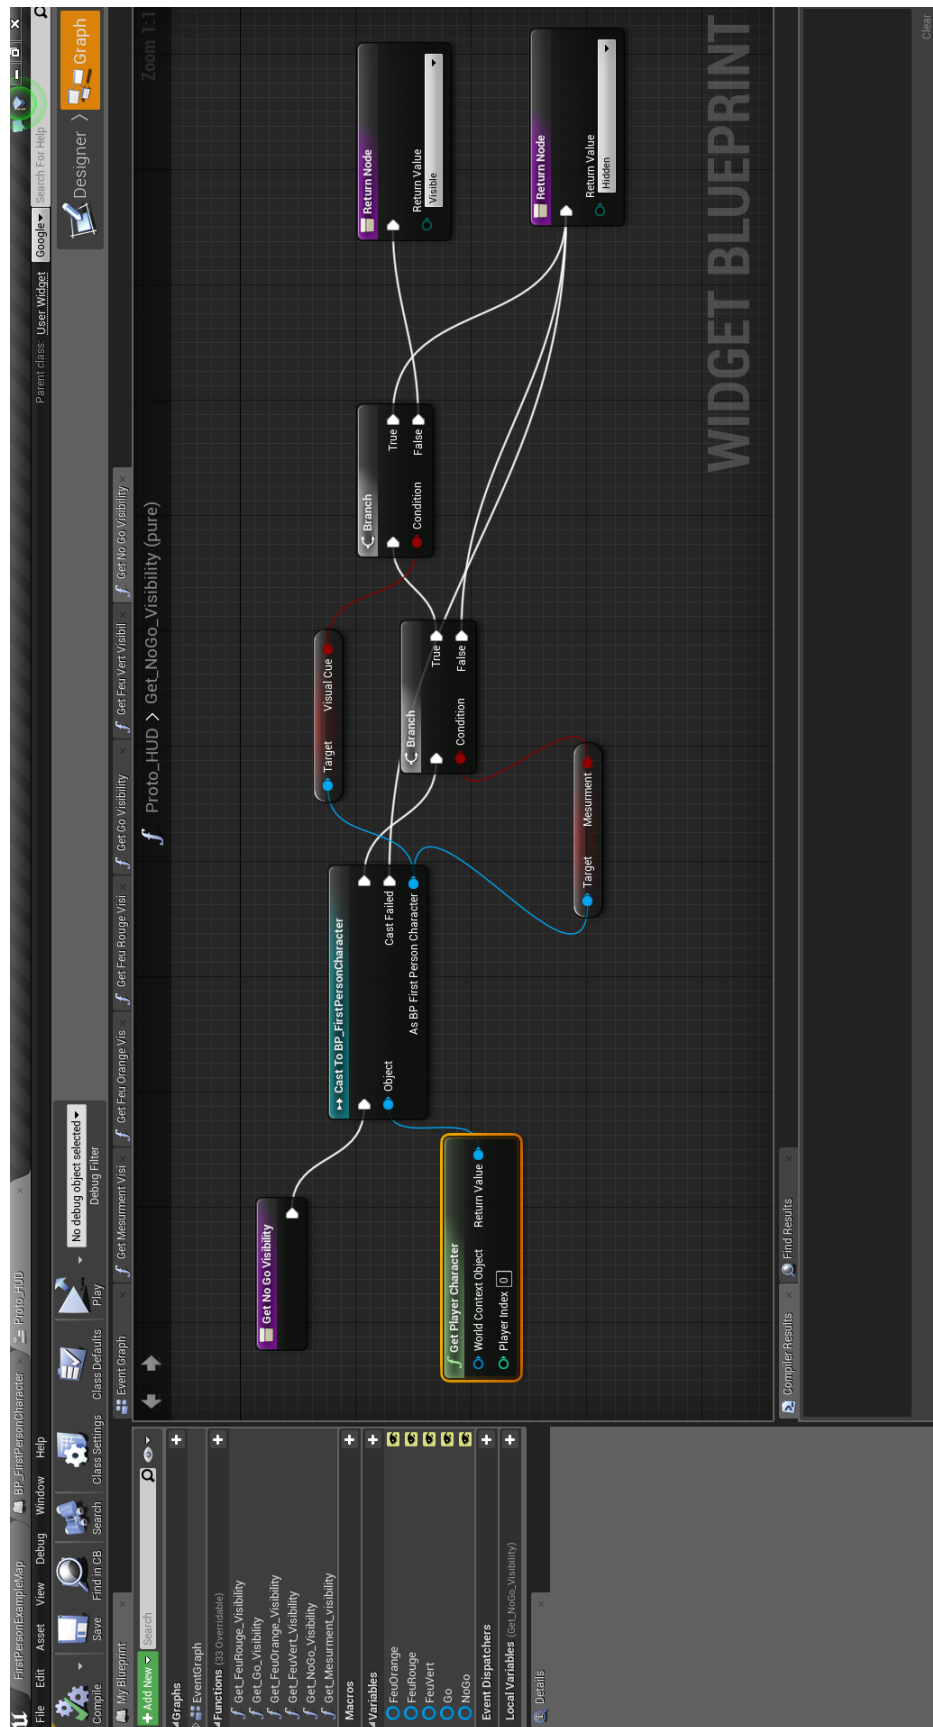 FirstPersonExampleMap
BP_FirstPersonCharacter
Proto_HUD
File Edit Asset View Debug Window Help
Parent class: User Widget
Google
Search For Help
Compile
Save
Find in CB
Search
Class Settings
Class Defaults
Play
No debug object selected
Debug Filter
Designer
Graph
My Blueprint
+ Add New
Search
Graphs
EventGraph
Functions (33 Overridable)
Get_FeuRouge_Visibility
Get_Go_Visibility
Get_FeuOrange_Visibility
Get_FeuVert_Visibility
Get_NoGo_Visibility
Get_Mesurment_visibility
Macros
Variables
FeuOrange
FeuRouge
FeuVert
Go
NoGo
Event Dispatchers
Local Variables (Get_NoGo_Visibility)
Details
Event Graph
Get Mesurment Visi
Get Feu Orange Vis
Get Feu Rouge Visi
Get Go Visibility
Get Feu Vert Visibil
Get No Go Visibility
Proto_HUD > Get_NoGo_Visibility (pure)
Zoom 1:1
Get No Go Visibility
Get Player Character
World Context Object
Return Value
Player Index 0
Cast To BP_FirstPersonCharacter
Object
Cast Failed
As BP First Person Character
Target Visual Cue
Branch
True
Condition
False
Target Mesurment
Branch
True
Condition
False
Return Node
Return Value
Visible
Return Node
Return Value
Hidden
WIDGET BLUEPRINT
Compiler Results
Find Results
Clear